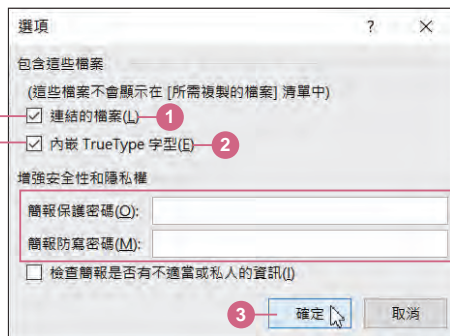 選項 ? ×
包含這些檔案
(這些檔案不會顯示在 [所需複製的檔案] 清單中)
連結的檔案(L) 1
內嵌 TrueType 字型(E) 2
增強安全性和隱私權
簡報保護密碼(O):
簡報防寫密碼(M):
檢查簡報是否有不適當或私人的資訊(I)
3 確定 取消